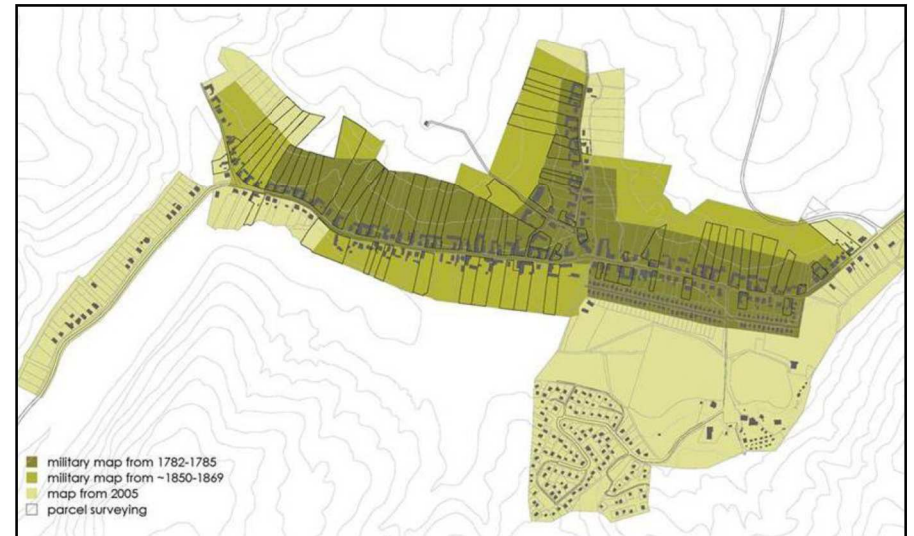 military map from 1782-1785
military map from ~1850-1869
map from 2005
parcel surveying